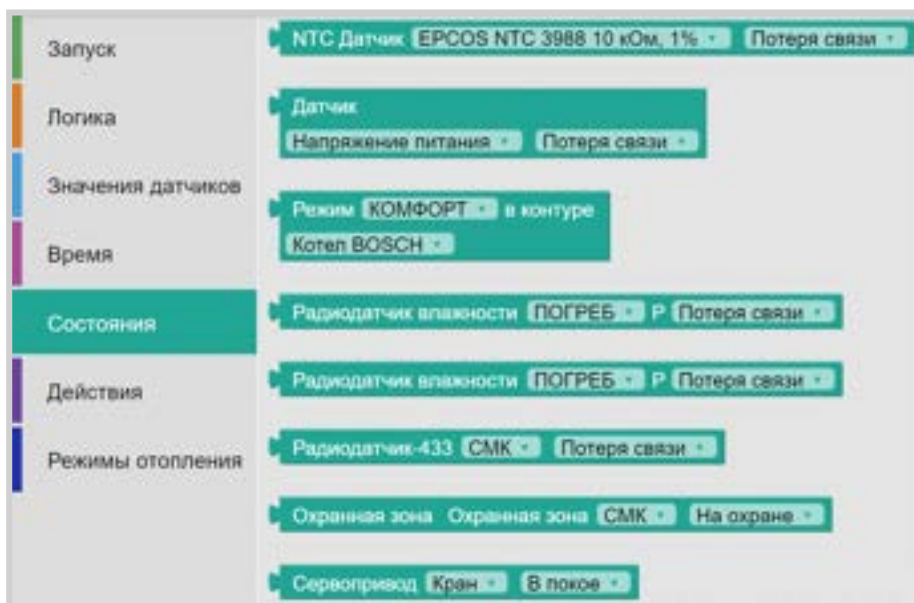 Запуск
Логика
Значения датчиков
Время
Состояния
Действия
Режимы отопления
NTC Датчик EPCOS NTC 3988 10 кОм, 1% Потеря связи
Датчик
Напряжение питания Потеря связи
Режим КОМФОРТ в контуре
Котел BOSCH
Радиодатчик влажности ПОГРЕБ Р Потеря связи
Радиодатчик влажности ПОГРЕБ Р Потеря связи
Радиодатчик-433 СМК Потеря связи
Охранная зона Охранная зона СМК На охране
Сервопривод Кран В покое